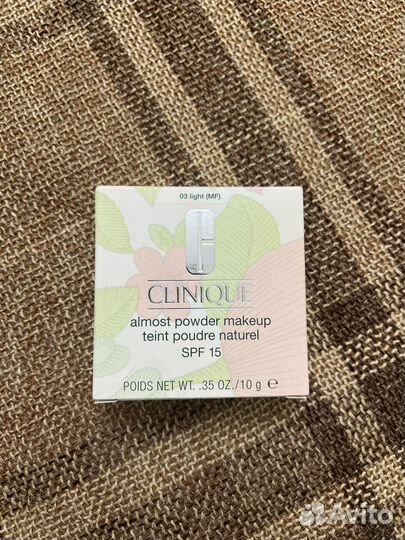 03 light (MF)
CLINIQUE
almost powder makeup
teint poudre naturel
SPF 15
POIDS NET WT. .35 OZ./10 g ℮
Avito